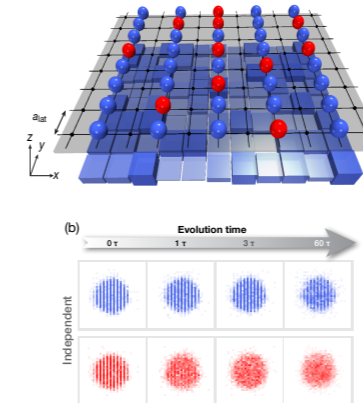 a_lat
z
y
x
(b)
Evolution time
0 τ 1 τ 3 τ 60 τ
Independent